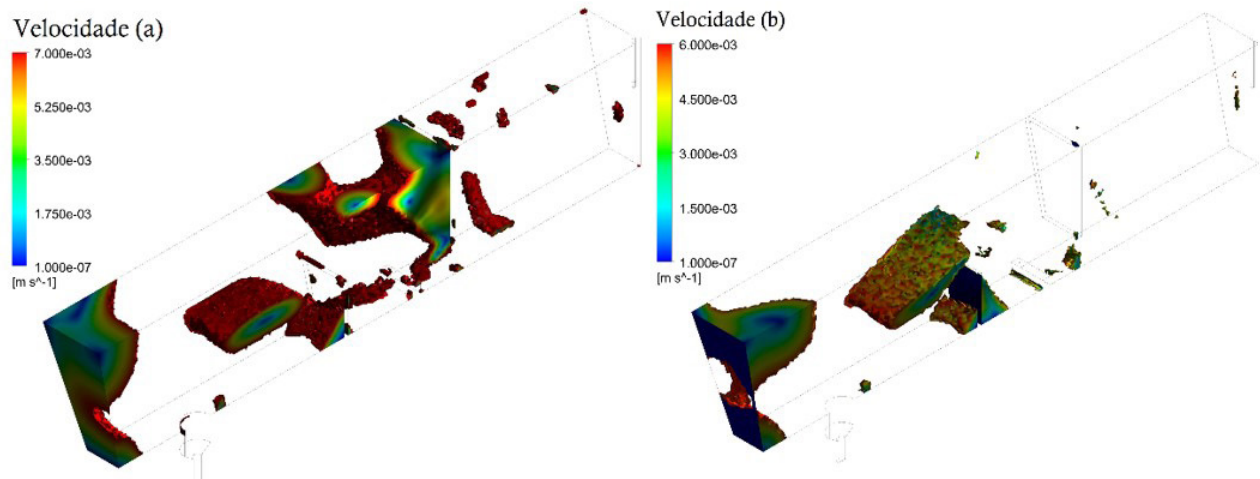 Velocidade (a)
7.000e-03
5.250e-03
3.500e-03
1.750e-03
1.000e-07
[m s^-1]
Velocidade (b)
6.000e-03
4.500e-03
3.000e-03
1.500e-03
1.000e-07
[m s^-1]